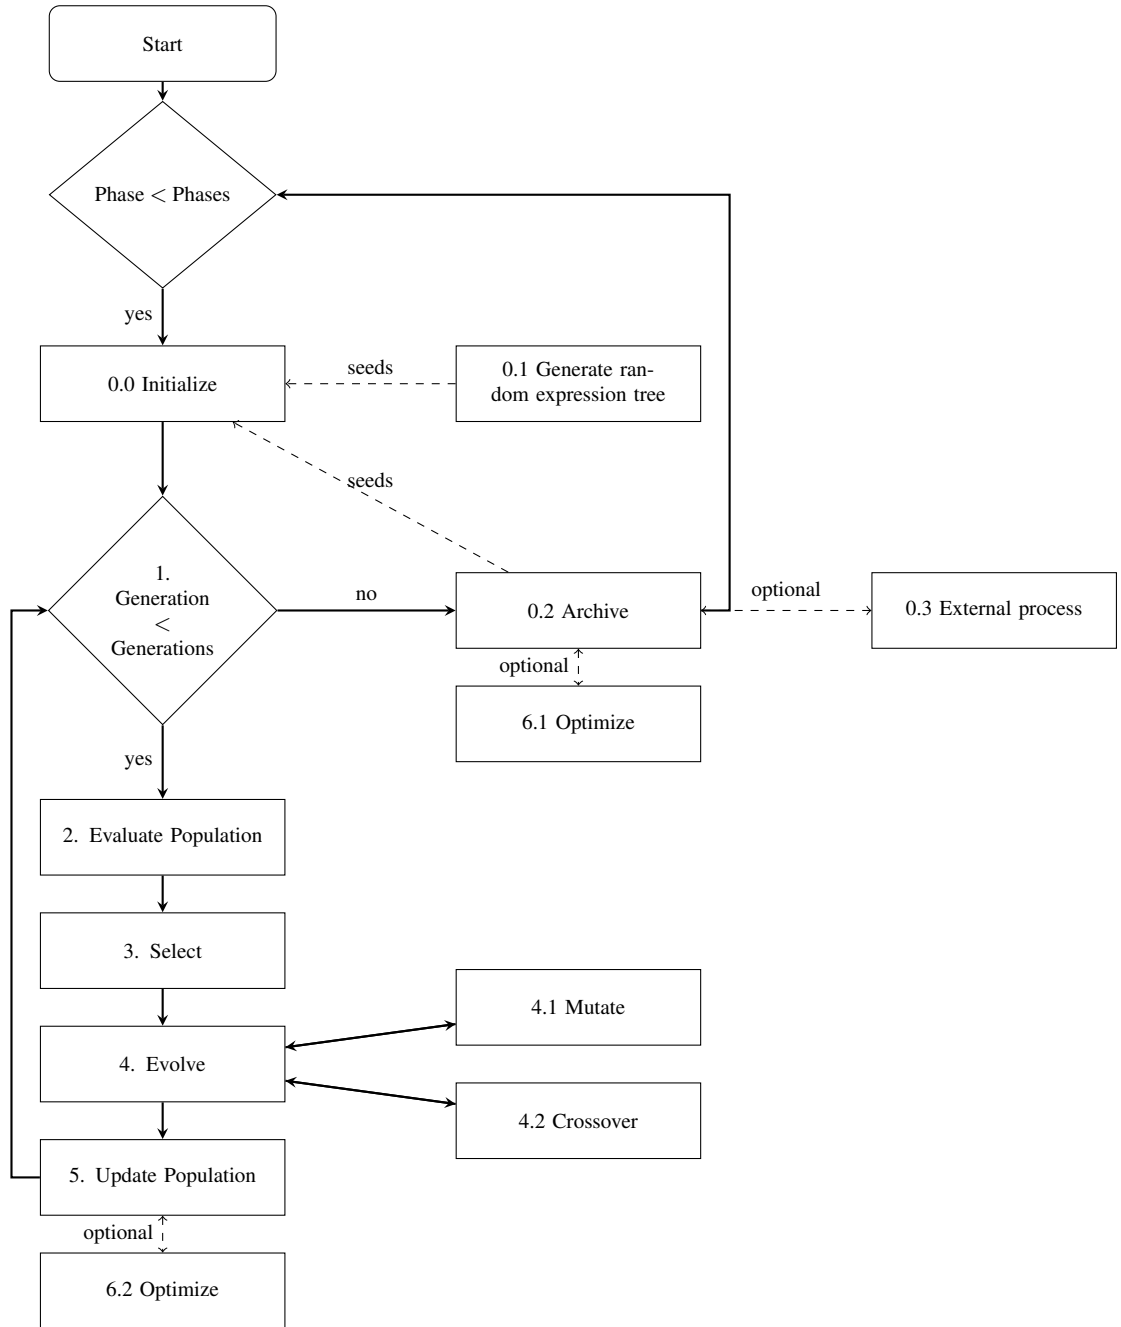 Start
Phase < Phases
yes
0.0 Initialize
seeds
0.1 Generate ran-
dom expression tree
seeds
1.
Generation
<
Generations
no
0.2 Archive
optional
0.3 External process
optional
6.1 Optimize
yes
2. Evaluate Population
3. Select
4.1 Mutate
4. Evolve
4.2 Crossover
5. Update Population
optional
6.2 Optimize